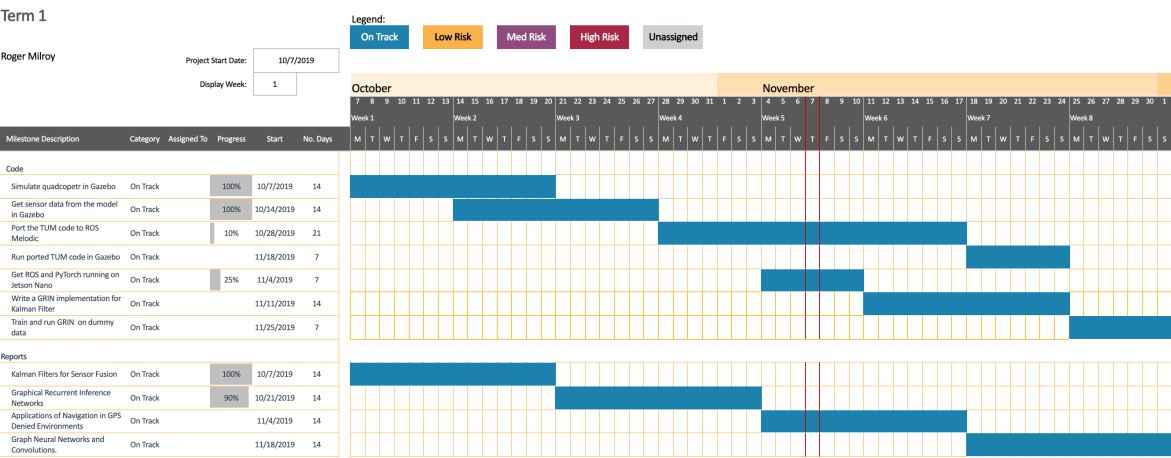 Term 1
Legend:
On Track Low Risk Med Risk High Risk Unassigned
Roger Milroy
Project Start Date: 10/7/2019
Display Week: 1
October November
7 8 9 10 11 12 13 14 15 16 17 18 19 20 21 22 23 24 25 26 27 28 29 30 31 1 2 3 4 5 6 7 8 9 10 11 12 13 14 15 16 17 18 19 20 21 22 23 24 25 26 27 28 29 30 1
Week 1 Week 2 Week 3 Week 4 Week 5 Week 6 Week 7 Week 8
Milestone Description Category Assigned To Progress Start No. Days M T W T F S S M T W T F S S M T W T F S S M T W T F S S M T W T F S S M T W T F S S M T W T F S S M T W T F S S
Code
Simulate quadcopetr in Gazebo On Track 100% 10/7/2019 14
Get sensor data from the model
in Gazebo On Track 100% 10/14/2019 14
Port the TUM code to ROS
Melodic On Track 10% 10/28/2019 21
Run ported TUM code in Gazebo On Track 11/18/2019 7
Get ROS and PyTorch running on
Jetson Nano On Track 25% 11/4/2019 7
Write a GRIN implementation for
Kalman Filter On Track 11/11/2019 14
Train and run GRIN on dummy
data On Track 11/25/2019 7
Reports
Kalman Filters for Sensor Fusion On Track 100% 10/7/2019 14
Graphical Recurrent Inference
Networks On Track 90% 10/21/2019 14
Applications of Navigation in GPS
Denied Environments On Track 11/4/2019 14
Graph Neural Networks and
Convolutions. On Track 11/18/2019 14